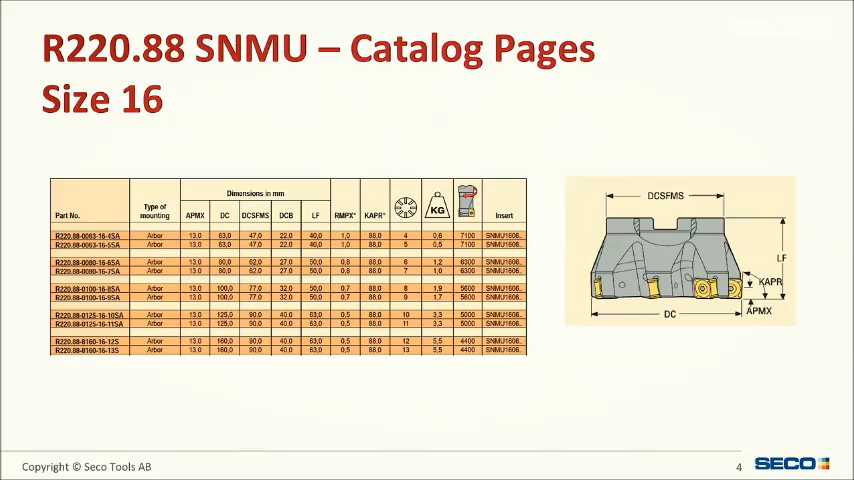 R220.88 SNMU – Catalog Pages
Size 16
Dimensions in mm
Part No. Type of mounting APMX DC DCSFMS DCB LF RMPX° KAPR° KG Insert
R220.88-0063-16-4SA Arbor 13,0 63,0 47,0 22,0 40,0 1,0 88,0 4 0,6 7100 SNMU1606..
R220.88-0063-16-5SA Arbor 13,0 63,0 47,0 22,0 40,0 1,0 88,0 5 0,5 7100 SNMU1606..
R220.88-0080-16-6SA Arbor 13,0 80,0 62,0 27,0 50,0 0,8 88,0 6 1,2 6300 SNMU1606..
R220.88-0080-16-7SA Arbor 13,0 80,0 62,0 27,0 50,0 0,8 88,0 7 1,0 6300 SNMU1606..
R220.88-0100-16-8SA Arbor 13,0 100,0 77,0 32,0 50,0 0,7 88,0 8 1,9 5600 SNMU1606..
R220.88-0100-16-9SA Arbor 13,0 100,0 77,0 32,0 50,0 0,7 88,0 9 1,7 5600 SNMU1606..
R220.88-0125-16-10SA Arbor 13,0 125,0 90,0 40,0 63,0 0,5 88,0 10 3,3 5000 SNMU1606..
R220.88-0125-16-11SA Arbor 13,0 125,0 90,0 40,0 63,0 0,5 88,0 11 3,3 5000 SNMU1606..
R220.88-8160-16-12S Arbor 13,0 160,0 90,0 40,0 63,0 0,5 88,0 12 5,5 4400 SNMU1606..
R220.88-8160-16-13S Arbor 13,0 160,0 90,0 40,0 63,0 0,5 88,0 13 5,5 4400 SNMU1606..
DCSFMS
LF
KAPR
APMX
DC
Copyright © Seco Tools AB
4 SECO